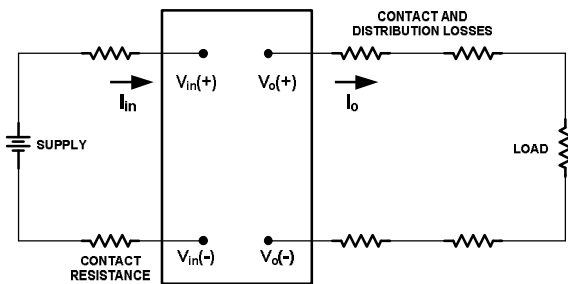 CONTACT AND
DISTRIBUTION LOSSES
Vin(+)
Vo(+)
Iin
Io
SUPPLY
LOAD
Vin(-)
Vo(-)
CONTACT
RESISTANCE